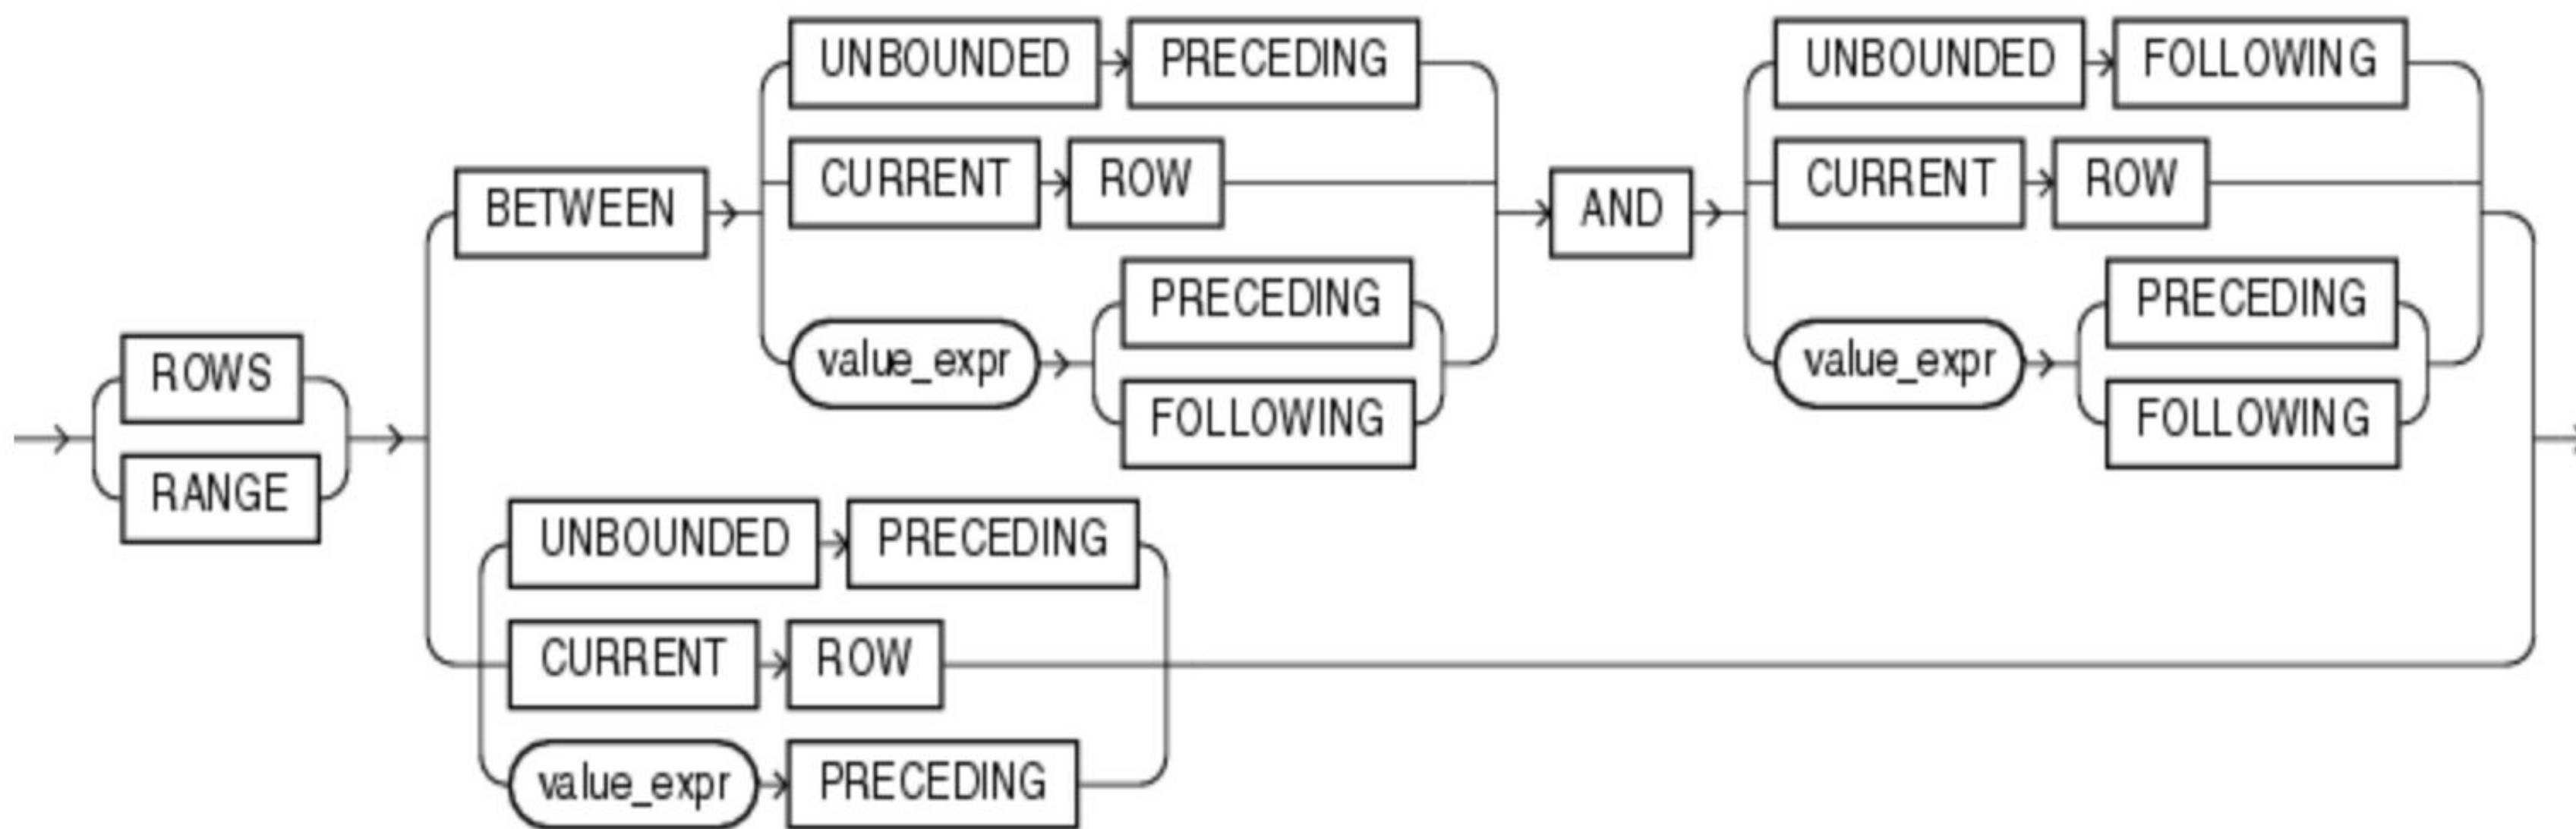 UNBOUNDED PRECEDING UNBOUNDED FOLLOWING
CURRENT ROW CURRENT ROW
BETWEEN AND
PRECEDING PRECEDING
value_expr value_expr
FOLLOWING FOLLOWING
ROWS
RANGE
UNBOUNDED PRECEDING
CURRENT ROW
value_expr PRECEDING